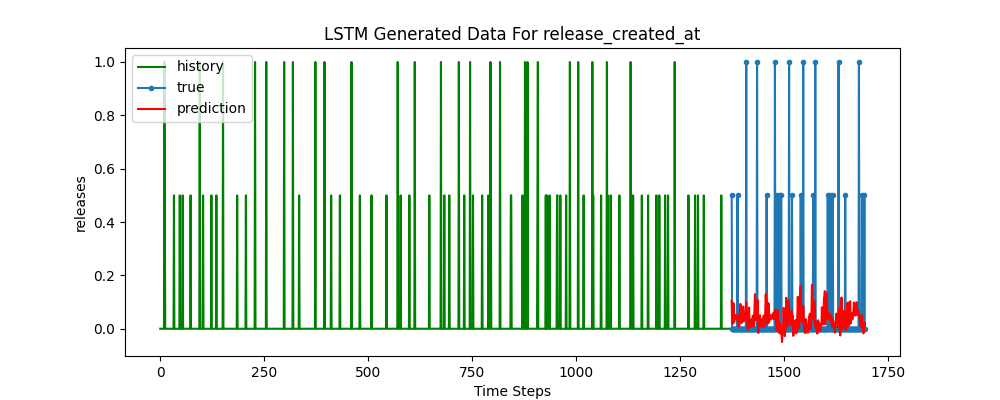 LSTM Generated Data For release_created_at
history
true
prediction
releases
1.0
0.8
0.6
0.4
0.2
0.0
0 250 500 750 1000 1250 1500 1750
Time Steps